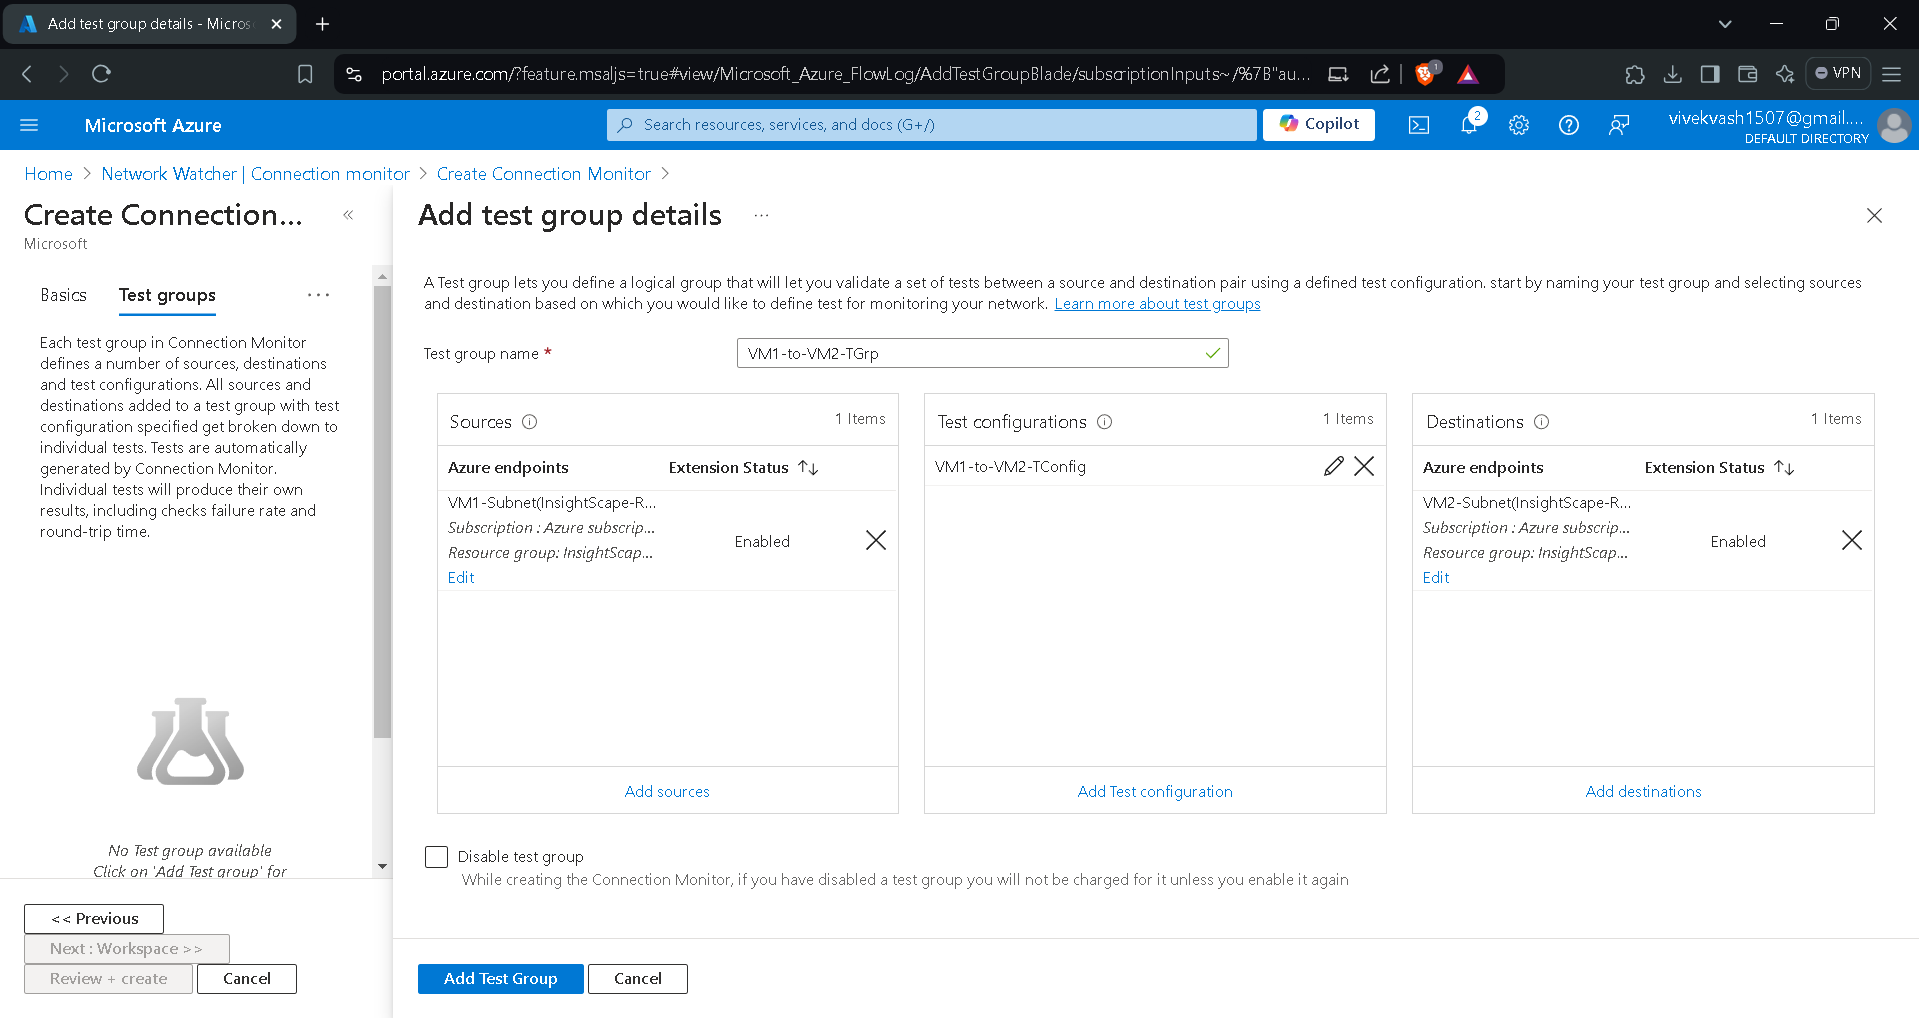 Add test group details - Micros
portal.azure.com/?feature.msaljs=true#view/Microsoft_Azure_FlowLog/AddTestGroupBlade/subscriptionInputs~/%7B"au...
1
VPN
Microsoft Azure
Search resources, services, and docs (G+/)
Copilot
2
vivekvash1507@gmail....
DEFAULT DIRECTORY
Home > Network Watcher | Connection monitor > Create Connection Monitor >
Create Connection... «
Microsoft
Basics Test groups ...
Each test group in Connection Monitor
defines a number of sources, destinations
and test configurations. All sources and
destinations added to a test group with test
configuration specified get broken down to
individual tests. Tests are automatically
generated by Connection Monitor.
Individual tests will produce their own
results, including checks failure rate and
round-trip time.
No Test group available
Click on 'Add Test group' for
<< Previous
Next : Workspace >>
Review + create Cancel
Add test group details ...
A Test group lets you define a logical group that will let you validate a set of tests between a source and destination pair using a defined test configuration. start by naming your test group and selecting sources
and destination based on which you would like to define test for monitoring your network. Learn more about test groups
Test group name * VM1-to-VM2-TGrp
Sources 1 Items
Azure endpoints Extension Status ↑↓
VM1-Subnet(InsightScape-R...
Subscription : Azure subscrip...
Resource group: InsightScap...
Enabled
Edit
Add sources
Test configurations 1 Items
VM1-to-VM2-TConfig
Add Test configuration
Destinations 1 Items
Azure endpoints Extension Status ↑↓
VM2-Subnet(InsightScape-R...
Subscription : Azure subscrip...
Resource group: InsightScap...
Enabled
Edit
Add destinations
Disable test group
While creating the Connection Monitor, if you have disabled a test group you will not be charged for it unless you enable it again
Add Test Group Cancel